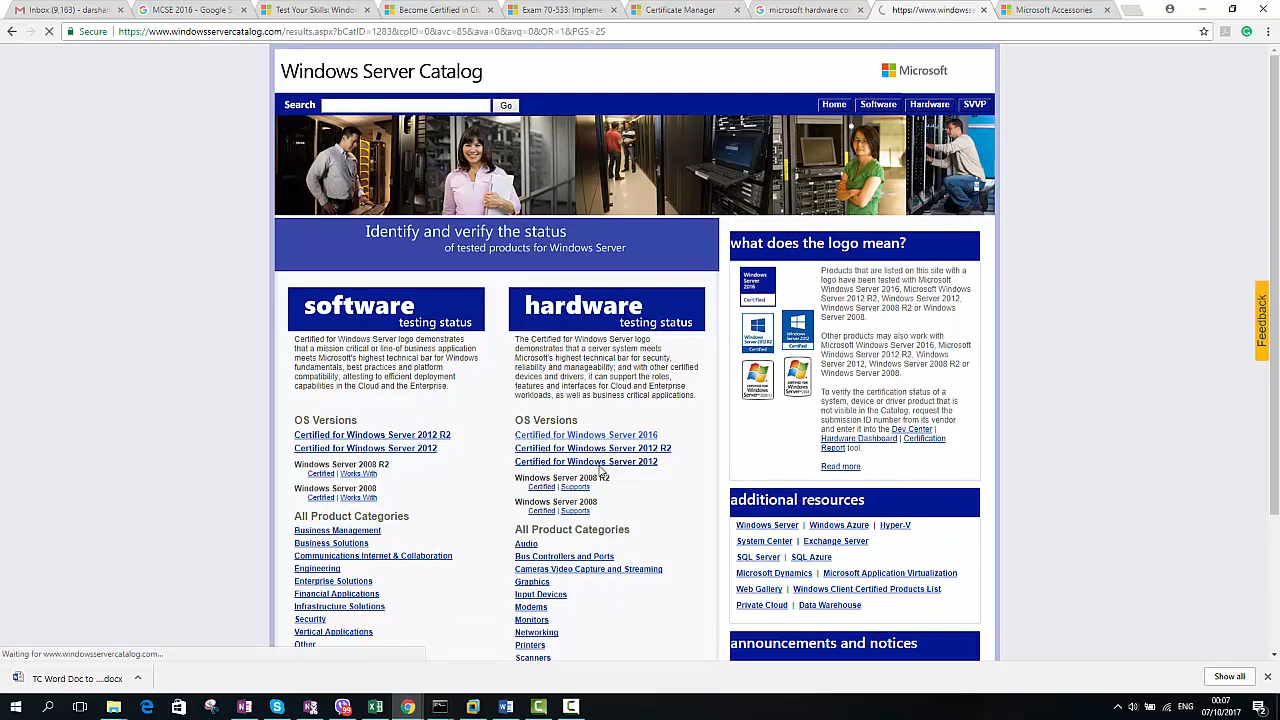 Inbox (9,163) - darshan
MCSE 2016 - Google S
Test Your Skills: Windo
Become Certified in Cl
Exam 70-533: Impleme
Certificate Manager
microsoft hardware co
https://www.windowsse
Microsoft Accessor
Secure
https://www.windowsservercatalog.com/results.aspx?bCatID=1283&cpID=0&avc=85&ava=0&avq=0&OR=1&PGS=25
Windows Server Catalog
Microsoft
Search
Go
Home
Software
Hardware
SVVP
Identify and verify the status
of tested products for Windows Server
software
testing status
Certified for Windows Server logo demonstrates
that a mission critical or line-of business application
meets Microsoft's highest technical bar for Windows
fundamentals, best practices and platform
compatibility; attesting to efficient deployment
capabilities in the Cloud and the Enterprise.
OS Versions
Certified for Windows Server 2012 R2
Certified for Windows Server 2012
Windows Server 2008 R2
Certified | Works With
Windows Server 2008
Certified | Works With
All Product Categories
Business Management
Business Solutions
Communications Internet & Collaboration
Engineering
Enterprise Solutions
Financial Applications
Infrastructure Solutions
Security
Vertical Applications
Other
hardware
testing status
The Certified for Windows Server logo demonstrates
that a server system meets
Microsoft's highest technical bar for security,
reliability and manageability; and with other certified
devices and drivers, it can support the roles,
features and interfaces for Cloud and Enterprise
workloads, as well as business critical applications.
OS Versions
Certified for Windows Server 2016
Certified for Windows Server 2012 R2
Certified for Windows Server 2012
Windows Server 2008 R2
Certified | Supports
Windows Server 2008
Certified | Supports
All Product Categories
Audio
Bus Controllers and Ports
Cameras Video Capture and Streaming
Graphics
Input Devices
Modems
Monitors
Networking
Printers
Scanners
what does the logo mean?
Windows
Server
2016
Certified
Products that are listed on this site with a
logo have been tested with Microsoft
Windows Server 2016, Microsoft Windows
Server 2012 R2, Windows Server 2012,
Windows Server 2008 R2 or Windows
Server 2008.
Other products may also work with
Microsoft Windows Server 2016, Microsoft
Windows Server 2012 R2, Windows
Server 2012, Windows Server 2008 R2 or
Windows Server 2008.
To verify the certification status of a
system, device or driver product that is
not visible in the Catalog, request the
submission ID number from its vendor
and enter it into the Dev Center |
Hardware Dashboard | Certification
Report tool.
Read more.
additional resources
Windows Server | Windows Azure | Hyper-V
System Center | Exchange Server
SQL Server | SQL Azure
Microsoft Dynamics | Microsoft Application Virtualization
Web Gallery | Windows Client Certified Products List
Private Cloud | Data Warehouse
announcements and notices
Feedback
Waiting for www.windowsservercatalog.com...
TC Word Doc to ....docx
Show all
99
ENG
00:07
07/10/2017
2